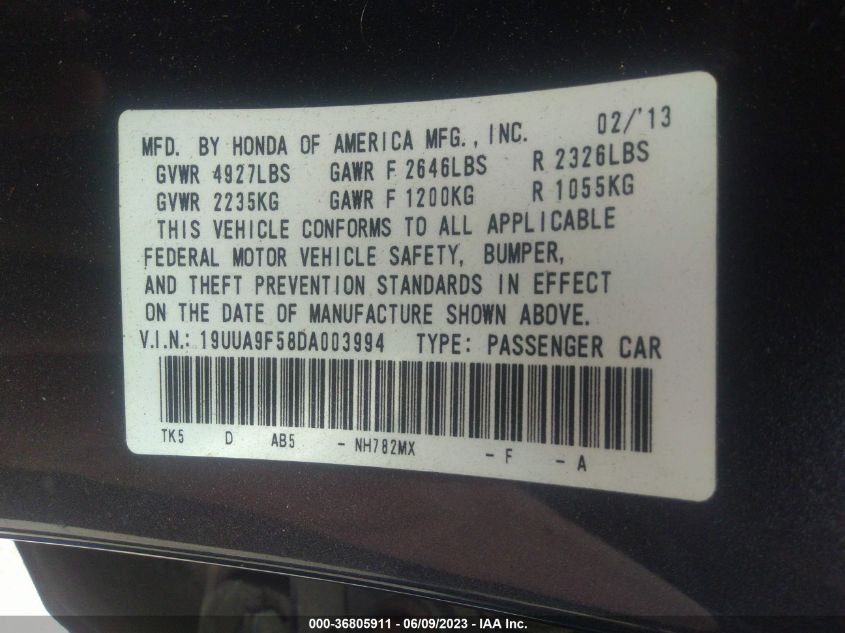 MFD. BY HONDA OF AMERICA MFG., INC. 02/'13
GVWR 4927LBS GAWR F 2646LBS R 2326LBS
GVWR 2235KG GAWR F 1200KG R 1055KG
THIS VEHICLE CONFORMS TO ALL APPLICABLE
FEDERAL MOTOR VEHICLE SAFETY, BUMPER,
AND THEFT PREVENTION STANDARDS IN EFFECT
ON THE DATE OF MANUFACTURE SHOWN ABOVE.
V.I.N.: 19UUA9F58DA003994 TYPE: PASSENGER CAR
TK5 D AB5 - NH782MX - F - A
000-36805911 - 06/09/2023 - IAA Inc.